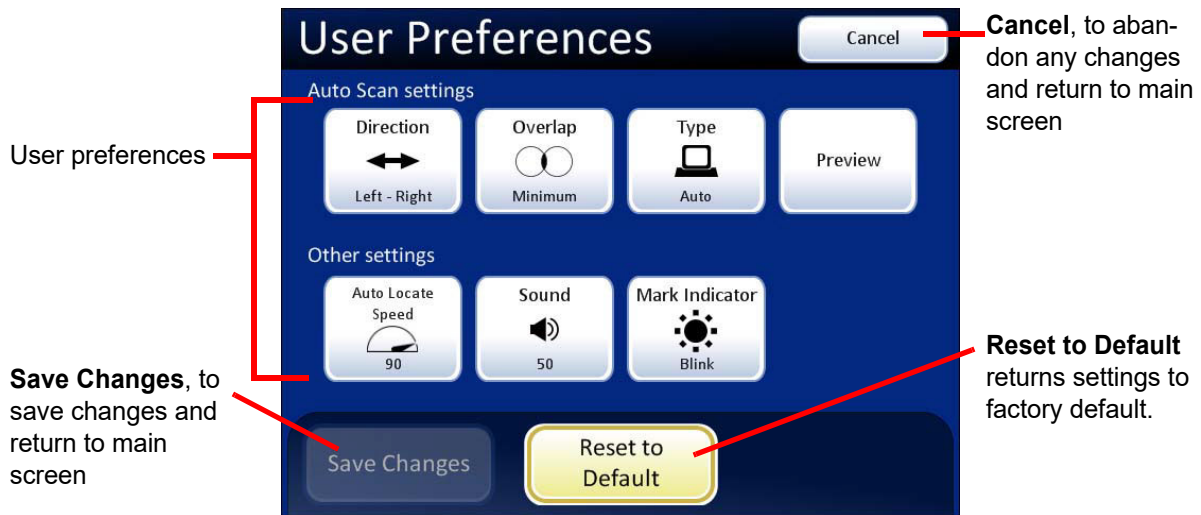 User Preferences
Cancel
Cancel, to aban-
don any changes
and return to main
screen
Auto Scan settings
User preferences
Direction
Left - Right
Overlap
Minimum
Type
Auto
Preview
Other settings
Auto Locate
Speed
90
Sound
50
Mark Indicator
Blink
Save Changes, to
save changes and
return to main
screen
Reset to Default
returns settings to
factory default.
Save Changes
Reset to
Default